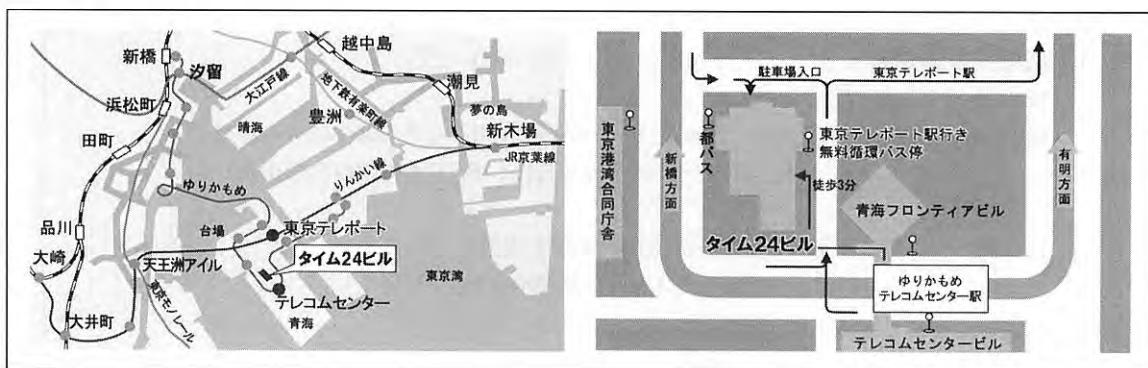 新橋
汐留
浜松町
田町
品川
大崎
大井町
天王洲アイル
東京モノレール
ゆりかもめ
台場
大江戸線
地下鉄有楽町線
晴海
豊洲
越中島
潮見
夢の島
新木場
JR京葉線
りんかい線
東京テレポート
タイム24ビル
テレコムセンター
青海
東京湾
駐車場入口
東京テレポート駅
東京港湾合同庁舎
新橋方面
都バス
東京テレポート駅行き
無料循環バス停
徒歩3分
青海フロンティアビル
有明方面
タイム24ビル
ゆりかもめ
テレコムセンター駅
テレコムセンタービル